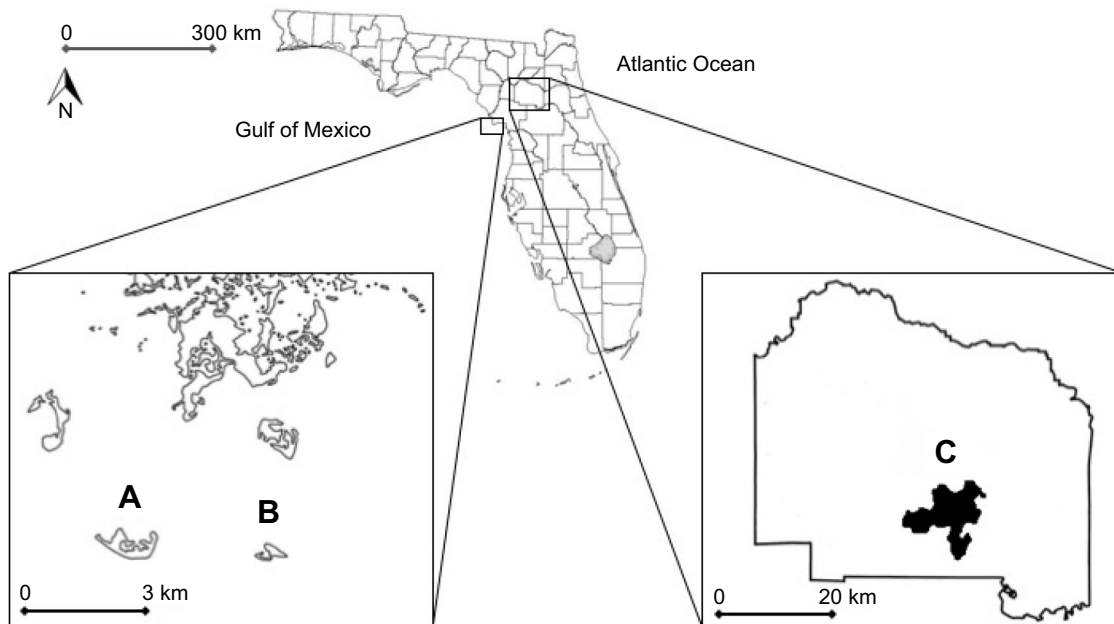 0 300 km
N
Atlantic Ocean
Gulf of Mexico
A
B
0 3 km
C
0 20 km